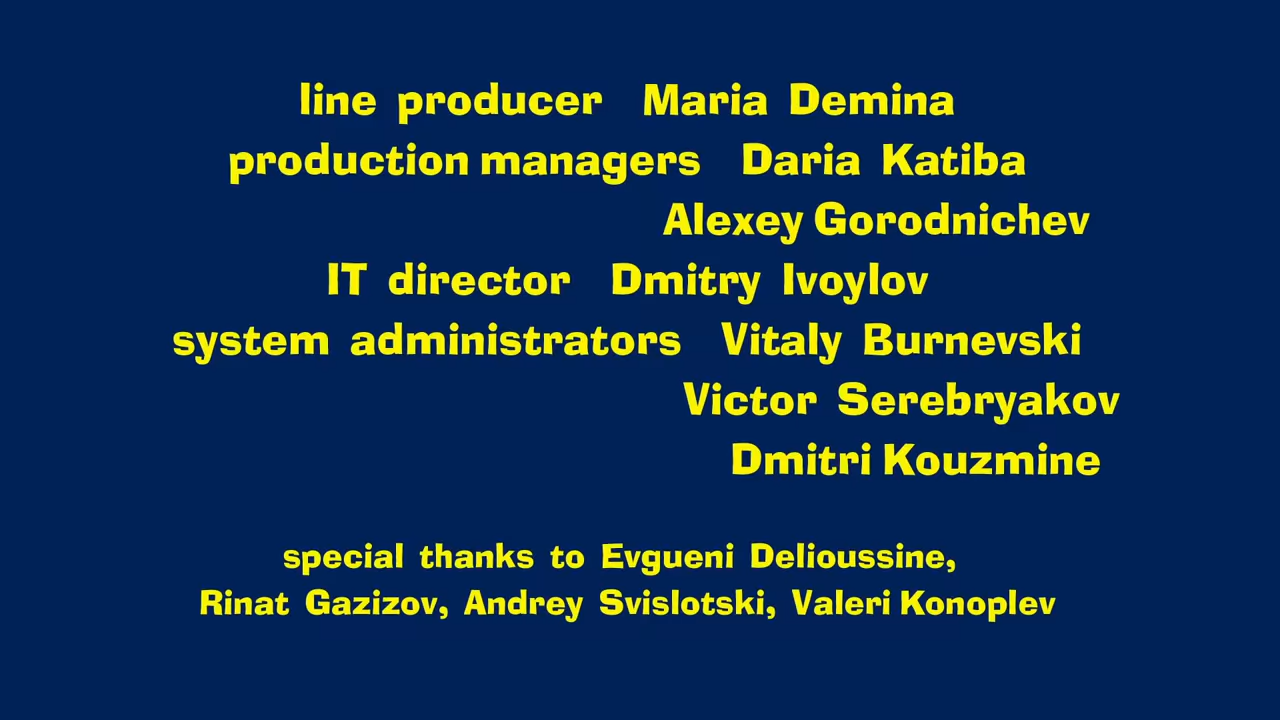 line producer Maria Demina
production managers Daria Katiba
Alexey Gorodnichev
IT director Dmitry Ivoylov
system administrators Vitaly Burnevski
Victor Serebryakov
Dmitri Kouzmine
special thanks to Evgueni Delioussine,
Rinat Gazizov, Andrey Svislotski, Valeri Konoplev